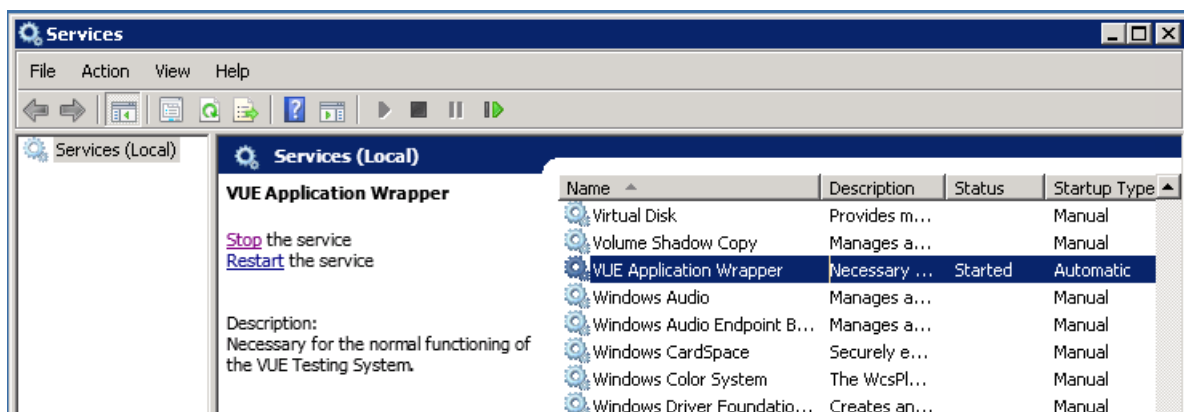 Services
File Action View Help
Services (Local)
Services (Local)
VUE Application Wrapper
Stop the service
Restart the service
Description:
Necessary for the normal functioning of
the VUE Testing System.
Name Description Status Startup Type
Virtual Disk Provides m... Manual
Volume Shadow Copy Manages a... Manual
VUE Application Wrapper Necessary ... Started Automatic
Windows Audio Manages a... Manual
Windows Audio Endpoint B... Manages a... Manual
Windows CardSpace Securely e... Manual
Windows Color System The WcsPl... Manual
Windows Driver Foundatio... Creates an... Manual